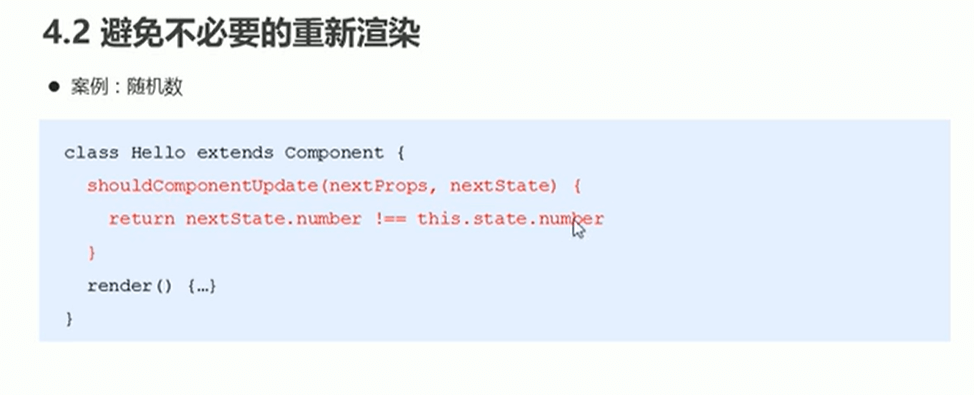 4.2 避免不必要的重新渲染
● 案例：随机数
class Hello extends Component {
shouldComponentUpdate(nextProps, nextState) {
return nextState.number !== this.state.number
}
render() {…}
}